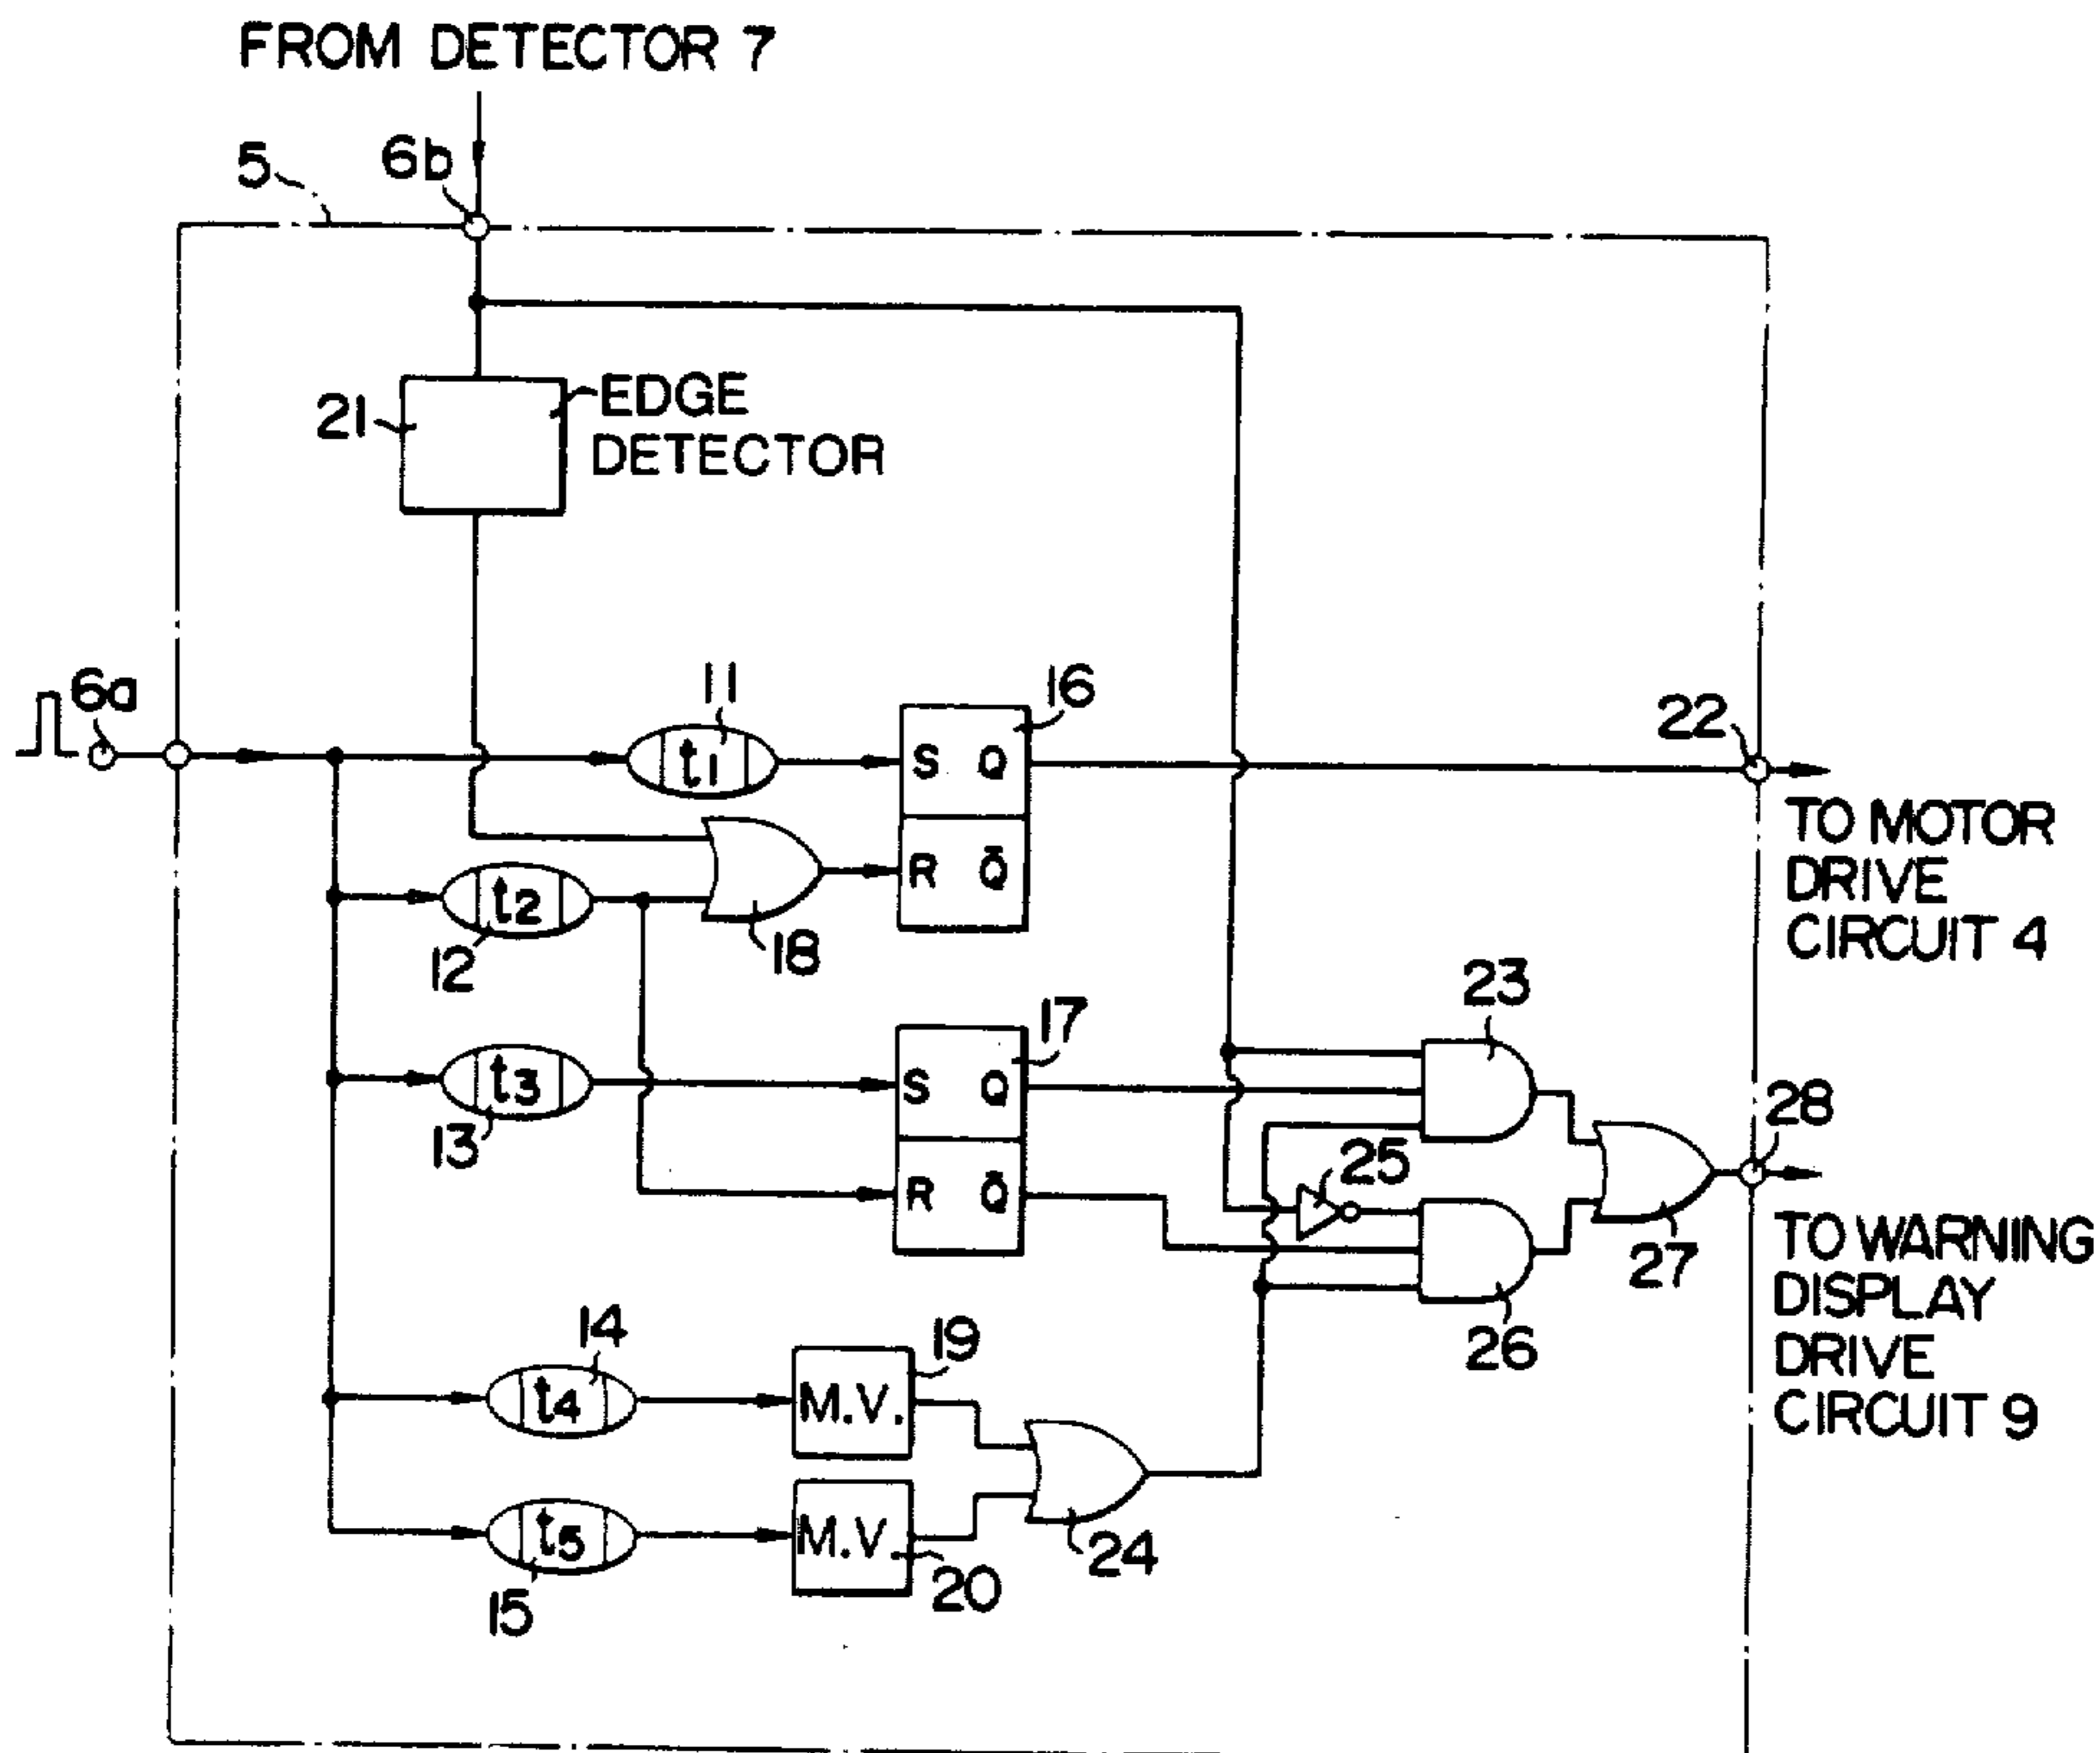 FROM DETECTOR 7
5
6b
21
EDGE
DETECTOR
6a
11
16
22
t1
S Q
TO MOTOR
DRIVE
CIRCUIT 4
R Q̄
t2
12
18
17
23
t3
13
S Q
28
25
R Q̄
27
TO WARNING
DISPLAY
DRIVE
CIRCUIT 9
26
14
19
t4
M.V.
24
t5
M.V.
20
15